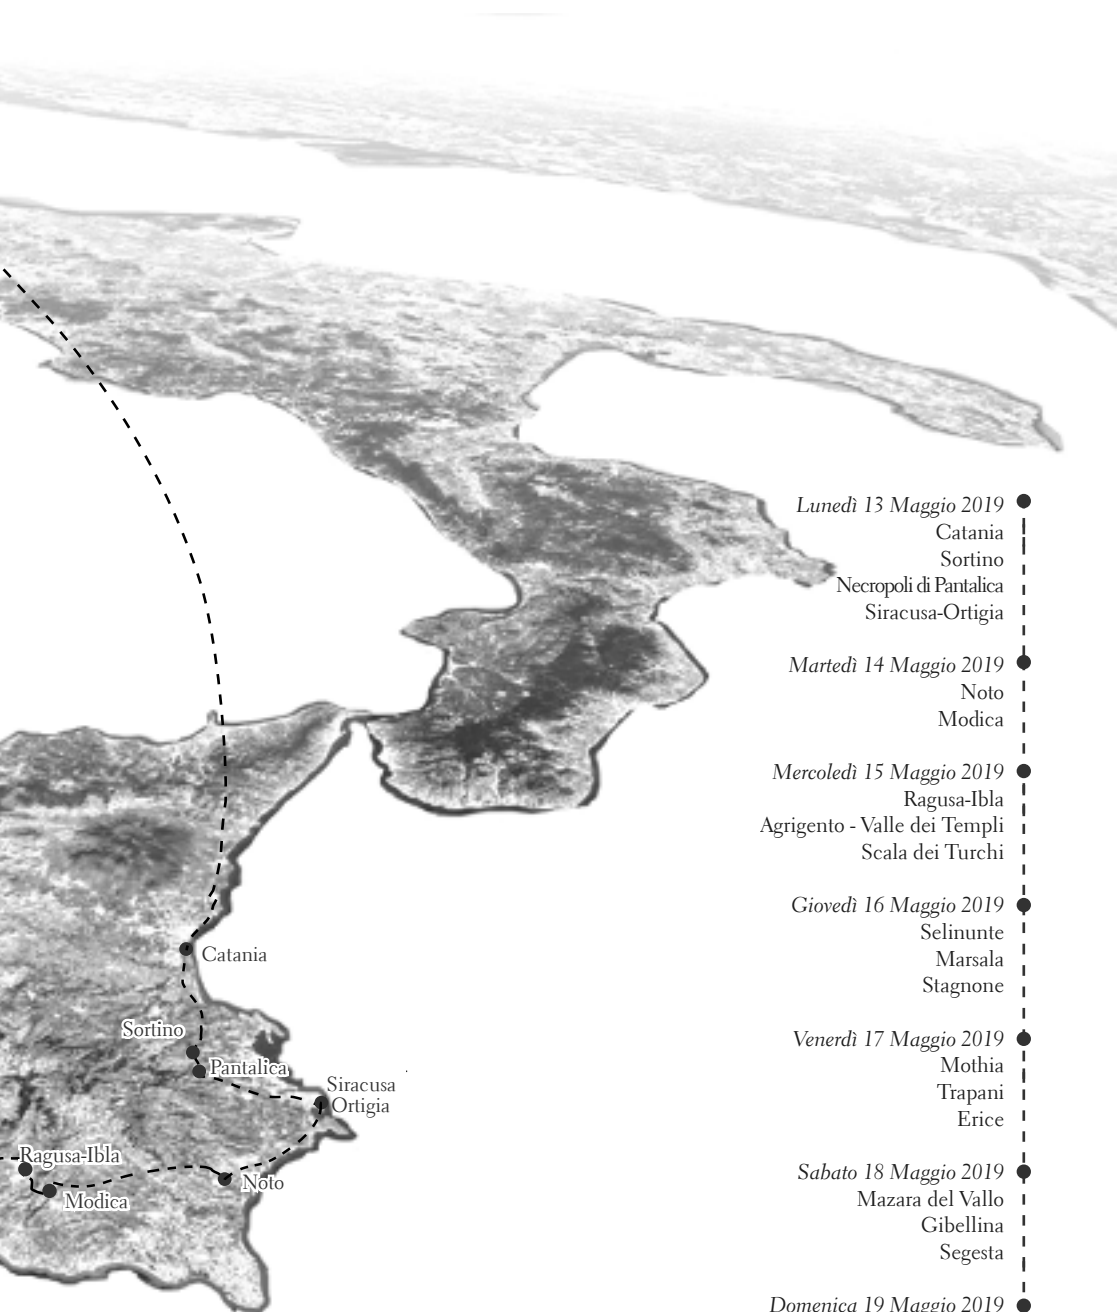 Lunedì 13 Maggio 2019
Catania
Sortino
Necropoli di Pantalica
Siracusa-Ortigia
Martedì 14 Maggio 2019
Noto
Modica
Mercoledì 15 Maggio 2019
Ragusa-Ibla
Agrigento - Valle dei Templi
Scala dei Turchi
Giovedì 16 Maggio 2019
Selinunte
Marsala
Stagnone
Venerdì 17 Maggio 2019
Mothia
Trapani
Erice
Sabato 18 Maggio 2019
Mazara del Vallo
Gibellina
Segesta
Domenica 19 Maggio 2019
Catania
Sortino
Pantalica
Siracusa
Ortigia
Ragusa-Ibla
Noto
Modica